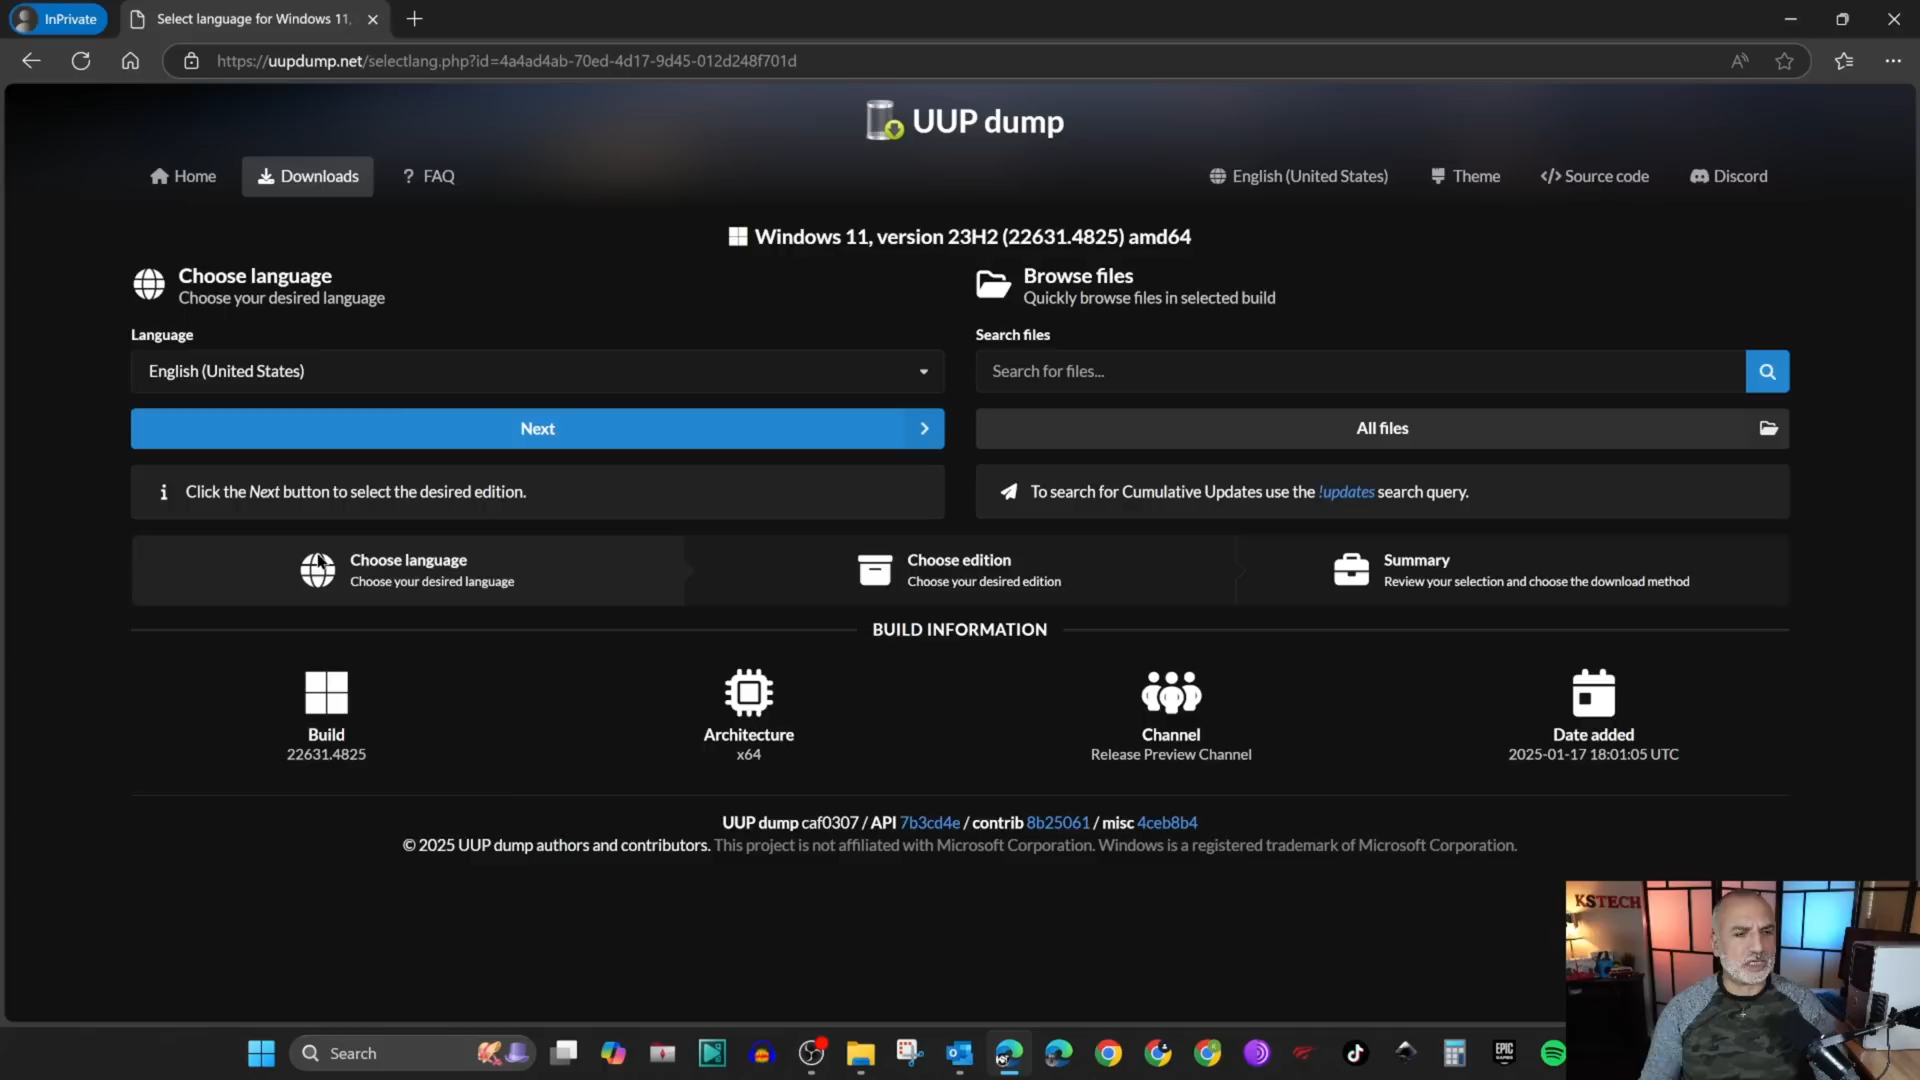 InPrivate
Select language for Windows 11,
https://uupdump.net/selectlang.php?id=4a4ad4ab-70ed-4d17-9d45-012d248f701d
UUP dump
Home
Downloads
? FAQ
English (United States)
Theme
</> Source code
Discord
Windows 11, version 23H2 (22631.4825) amd64
Choose language
Choose your desired language
Browse files
Quickly browse files in selected build
Language
Search files
English (United States)
Search for files...
Next
All files
Click the Next button to select the desired edition.
To search for Cumulative Updates use the !updates search query.
Choose language
Choose your desired language
Choose edition
Choose your desired edition
Summary
Review your selection and choose the download method
BUILD INFORMATION
Build
22631.4825
Architecture
x64
Channel
Release Preview Channel
Date added
2025-01-17 18:01:05 UTC
UUP dump caf0307 / API 7b3cd4e / contrib 8b25061 / misc 4ceb8b4
© 2025 UUP dump authors and contributors. This project is not affiliated with Microsoft Corporation. Windows is a registered trademark of Microsoft Corporation.
KSTECH
Search
EPIC